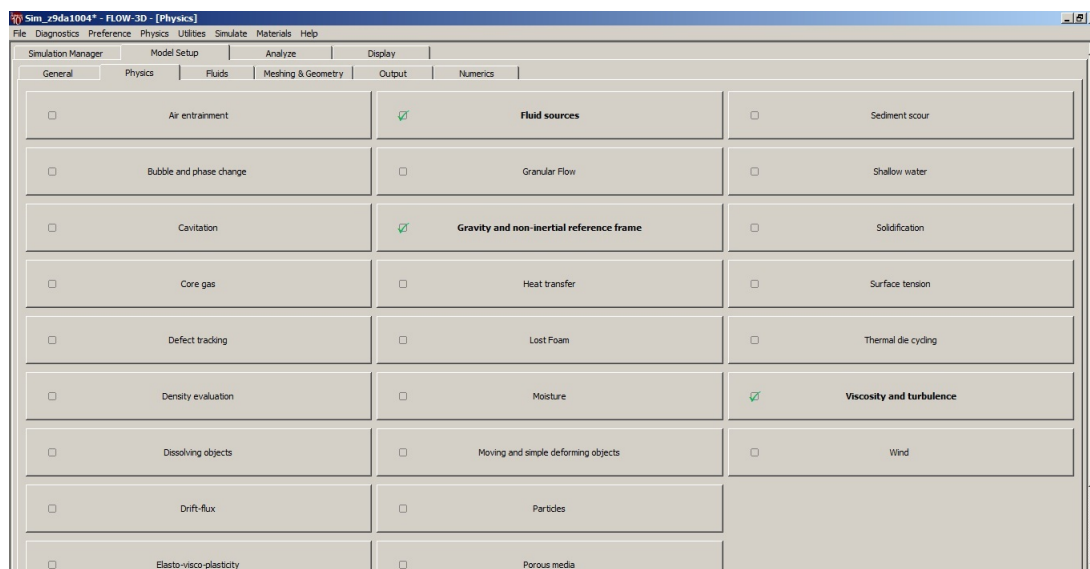 Sim_z9da1004* - FLOW-3D - [Physics]
File Diagnostics Preference Physics Utilities Simulate Materials Help
Simulation Manager Model Setup Analyze Display
General Physics Fluids Meshing & Geometry Output Numerics
Air entrainment Fluid sources Sediment scour
Bubble and phase change Granular Flow Shallow water
Cavitation Gravity and non-inertial reference frame Solidification
Core gas Heat transfer Surface tension
Defect tracking Lost Foam Thermal die cycling
Density evaluation Moisture Viscosity and turbulence
Dissolving objects Moving and simple deforming objects Wind
Drift-flux Particles
Elasto-visco-plasticity Porous media